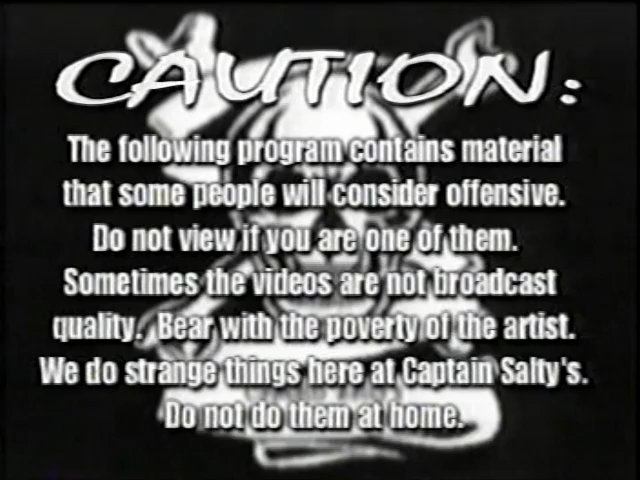 CAUTION:
The following program contains material
that some people will consider offensive.
Do not view if you are one of them.
Sometimes the videos are not broadcast
quality. Bear with the poverty of the artist.
We do strange things here at Captain Salty's.
Do not do them at home.